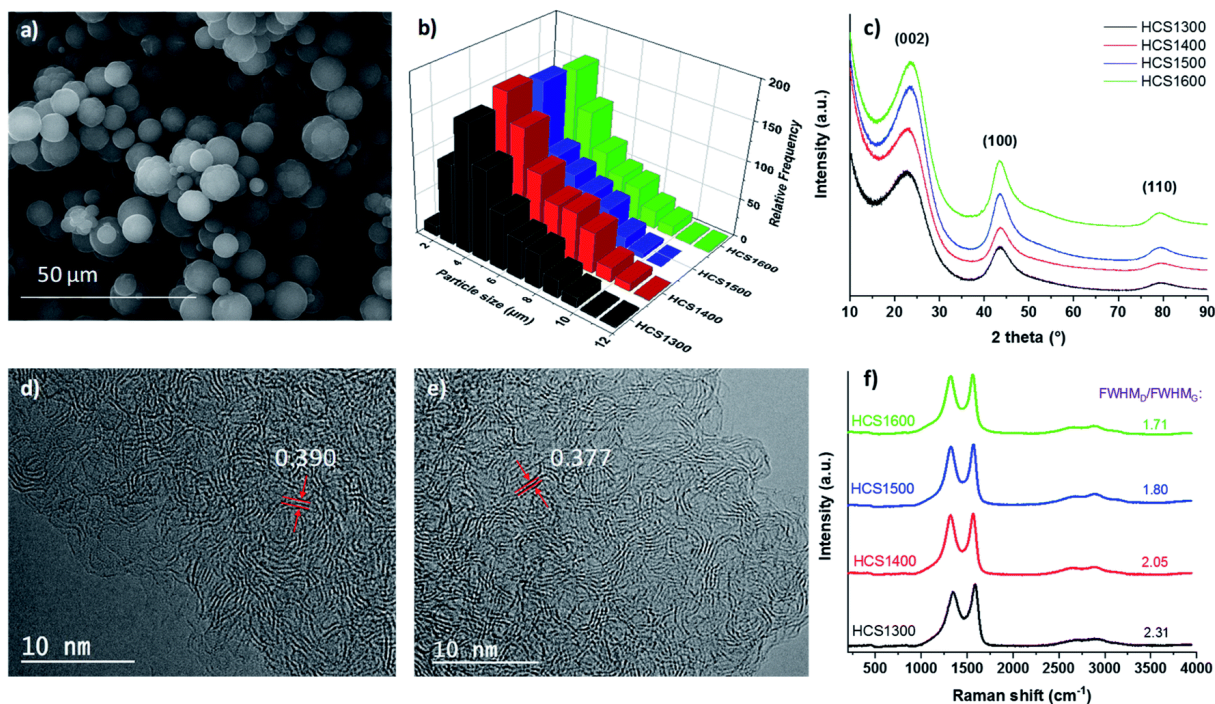 a)
50 μm
b)
200
150
100
50
0
Relative Frequency
2
4
6
8
10
12
Particle size (μm)
HCS1600
HCS1500
HCS1400
HCS1300
c)
(002)
(100)
(110)
HCS1300
HCS1400
HCS1500
HCS1600
Intensity (a.u.)
10 20 30 40 50 60 70 80 90
2 theta (°)
d)
0.390
10 nm
e)
0.377
10 nm
f)
FWHM_D/FWHM_G:
HCS1600 1.71
HCS1500 1.80
HCS1400 2.05
HCS1300 2.31
Intensity (a.u.)
500 1000 1500 2000 2500 3000 3500 4000
Raman shift (cm⁻¹)